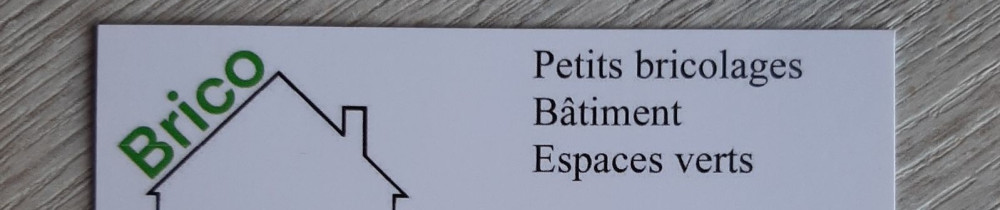 Brico
Petits bricolages
Bâtiment
Espaces verts